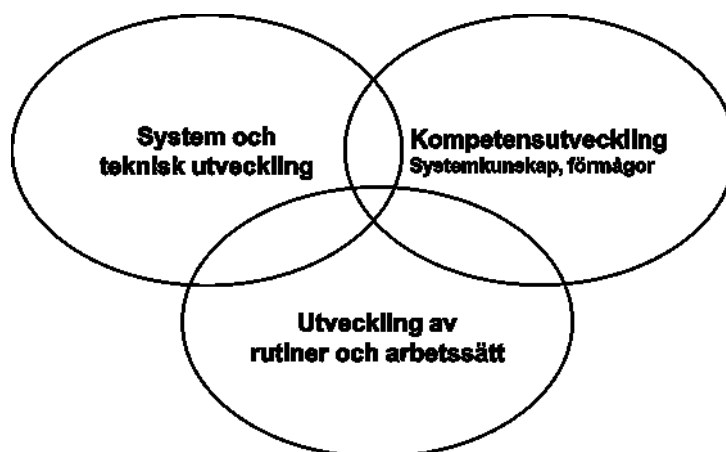 System och
teknisk utveckling
Kompetensutveckling
Systemkunskap, förmågor
Utveckling av
rutiner och arbetssätt